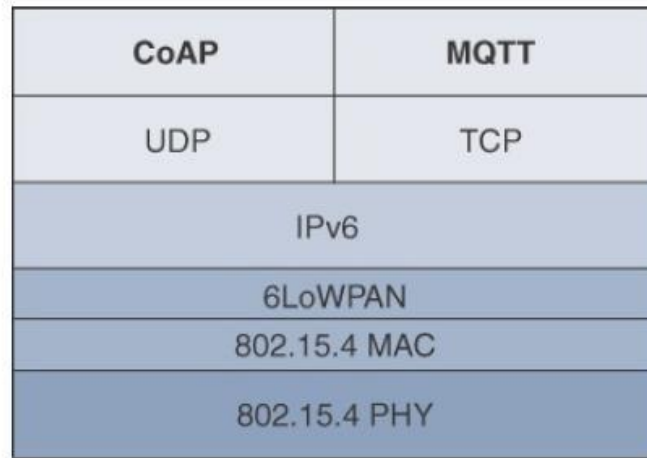 CoAP MQTT
UDP TCP
IPv6
6LoWPAN
802.15.4 MAC
802.15.4 PHY